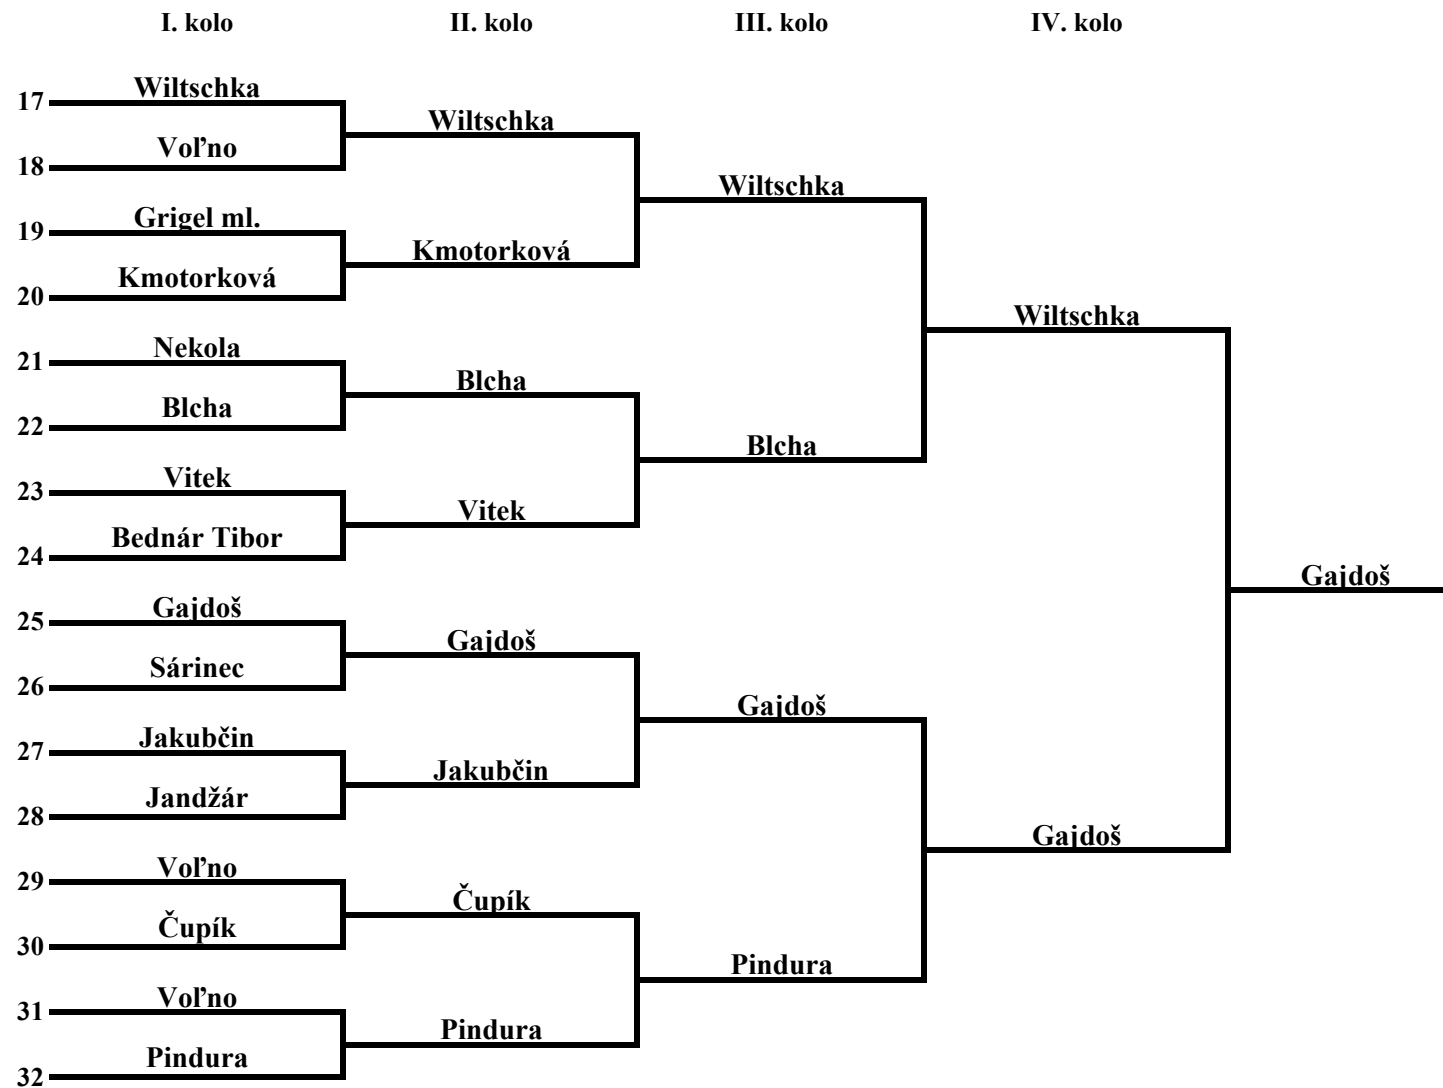 I. kolo II. kolo III. kolo IV. kolo
17 Wiltschka
Wiltschka
18 Voľno
Wiltschka
19 Grigel ml.
Kmotorková
20 Kmotorková
Wiltschka
21 Nekola
Blcha
22 Blcha
Blcha
23 Vitek
Vitek
24 Bednár Tibor
Gajdoš
25 Gajdoš
Gajdoš
26 Sárinec
Gajdoš
27 Jakubčin
Jakubčin
28 Jandžár
Gajdoš
29 Voľno
Čupík
30 Čupík
Pindura
31 Voľno
Pindura
32 Pindura